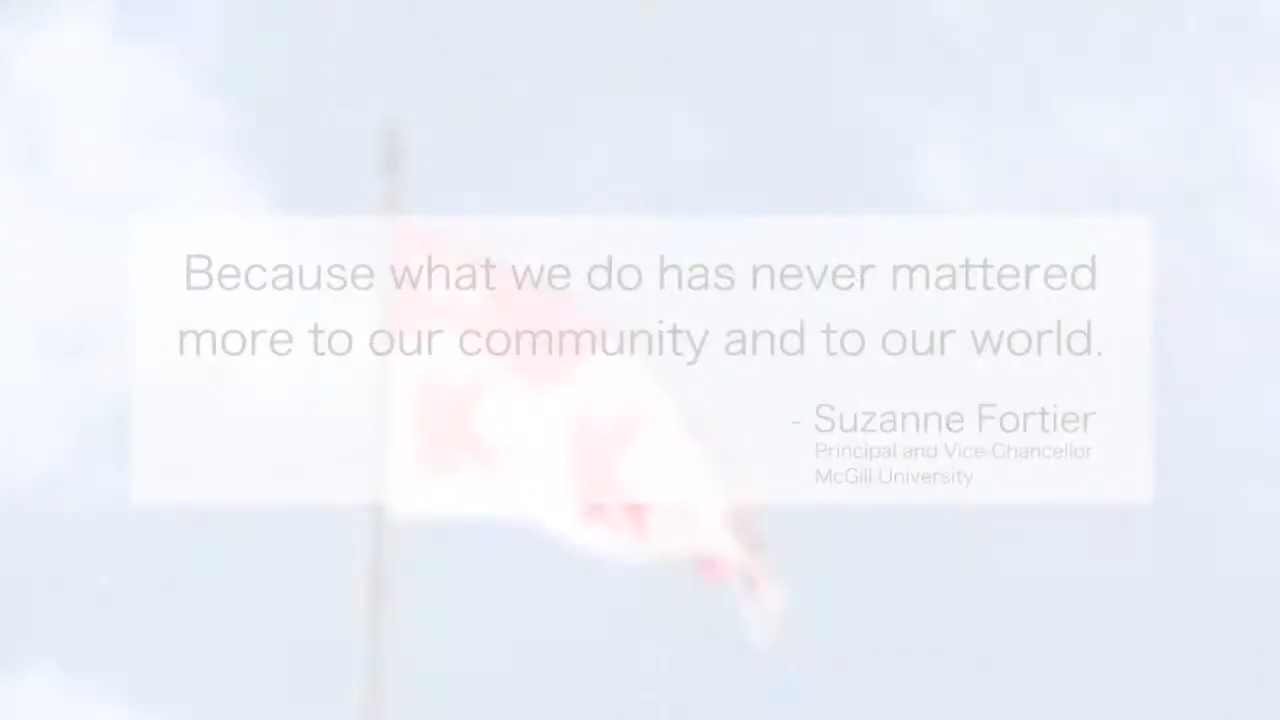 Because what we do has never mattered
more to our community and to our world.
- Suzanne Fortier
Principal and Vice-Chancellor
McGill University